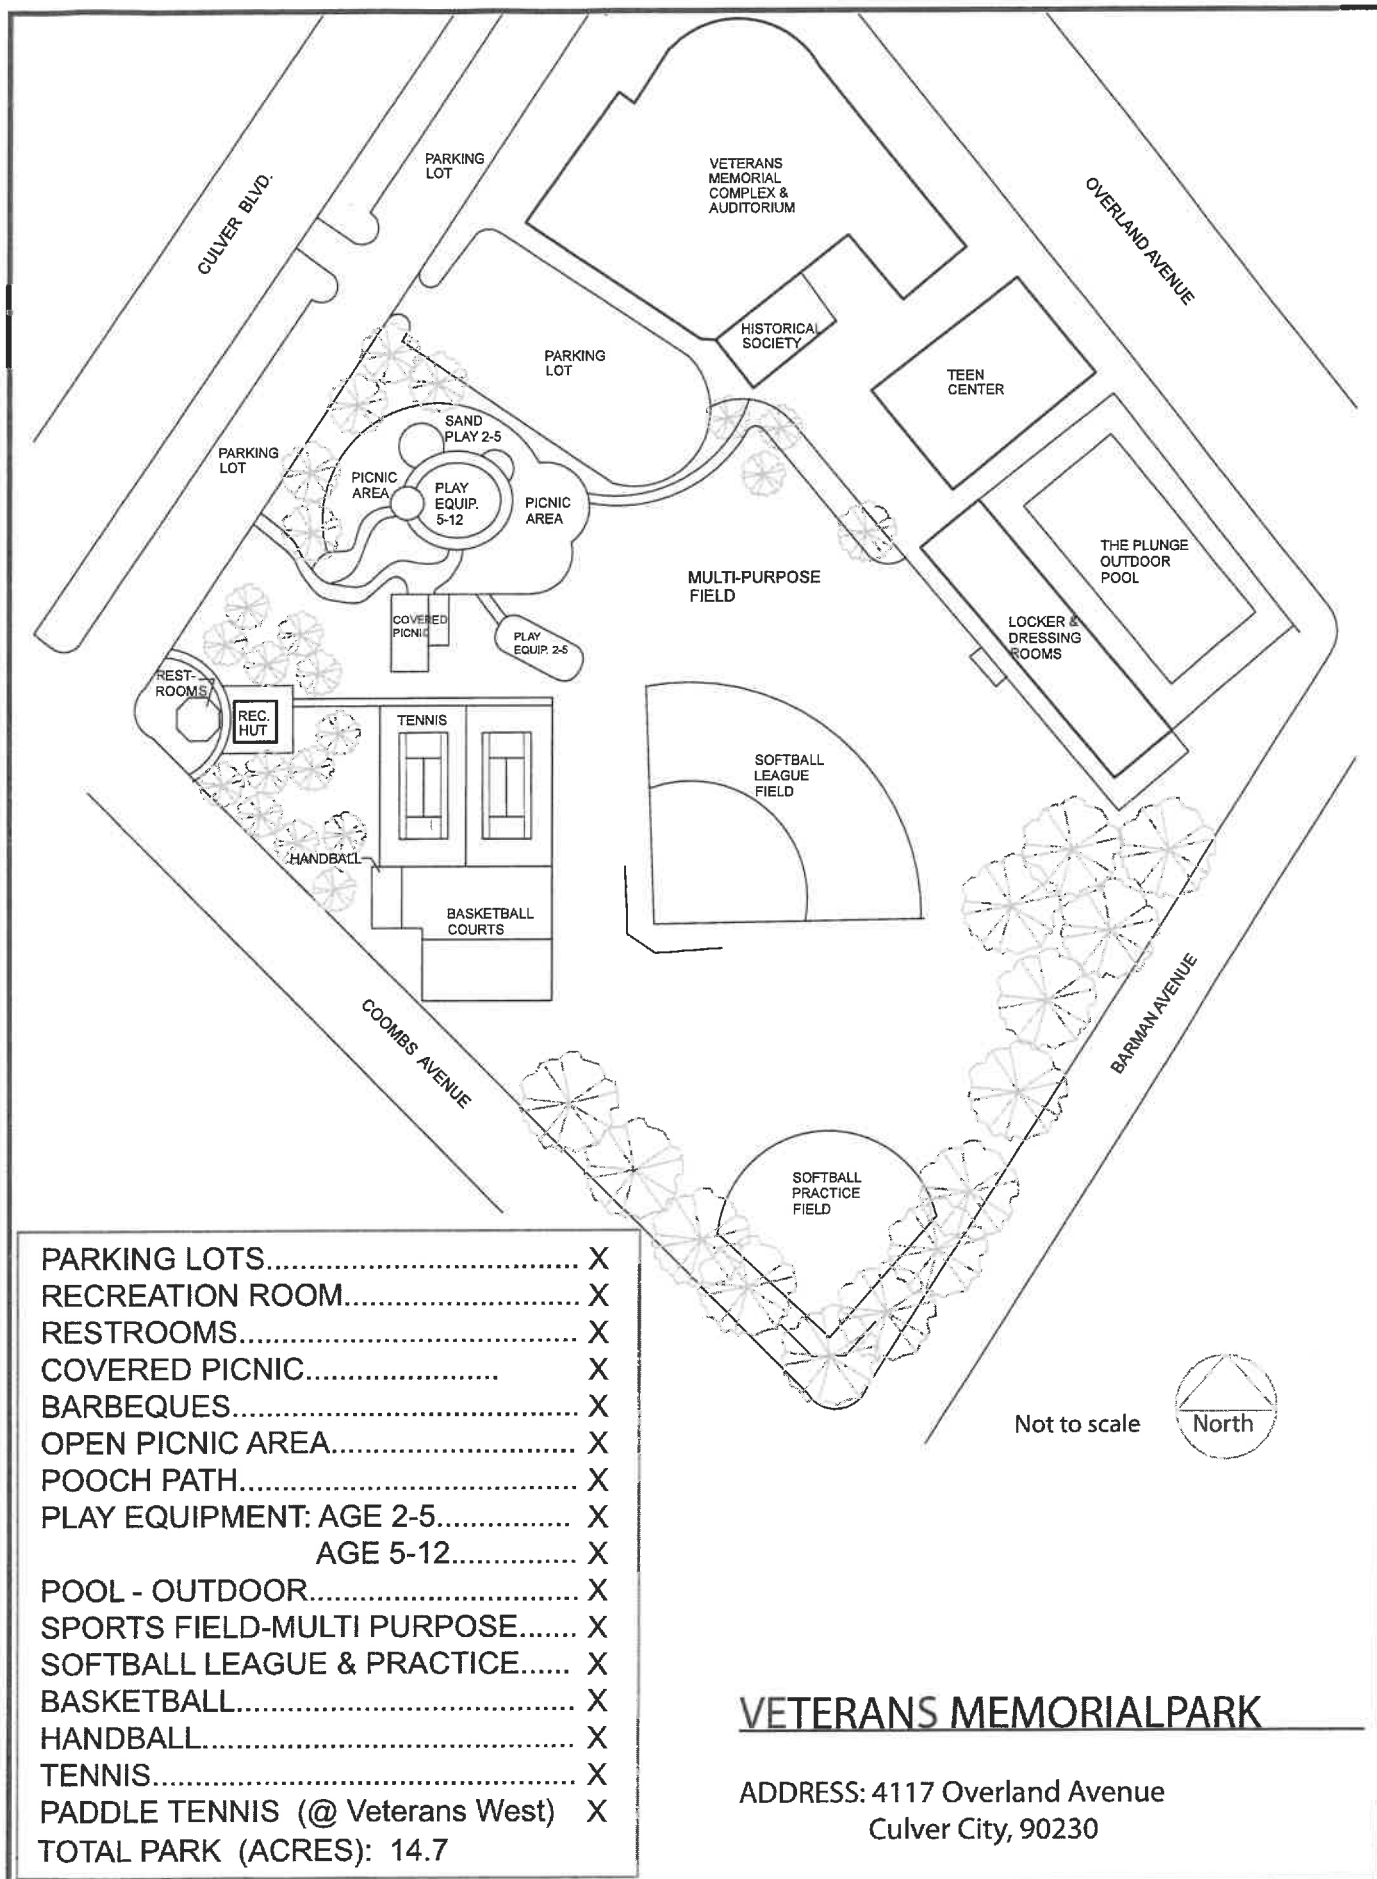 PARKING
LOT
VETERANS
MEMORIAL
COMPLEX &
AUDITORIUM
CULVER BLVD.
OVERLAND AVENUE
HISTORICAL
SOCIETY
PARKING
LOT
TEEN
CENTER
SAND
PLAY 2-5
PARKING
LOT
PICNIC
AREA
PLAY
EQUIP.
5-12
PICNIC
AREA
THE PLUNGE
OUTDOOR
POOL
MULTI-PURPOSE
FIELD
COVERED
PICNIC
PLAY
EQUIP. 2-5
LOCKER &
DRESSING
ROOMS
REST-
ROOMS
REC.
HUT
TENNIS
SOFTBALL
LEAGUE
FIELD
HANDBALL
BASKETBALL
COURTS
COOMBS AVENUE
BARMAN AVENUE
SOFTBALL
PRACTICE
FIELD
PARKING LOTS..................................... X
RECREATION ROOM............................ X
RESTROOMS........................................ X
COVERED PICNIC....................... X
BARBEQUES......................................... X
OPEN PICNIC AREA............................. X
POOCH PATH........................................ X
PLAY EQUIPMENT: AGE 2-5................ X
AGE 5-12............... X
POOL - OUTDOOR................................ X
SPORTS FIELD-MULTI PURPOSE....... X
SOFTBALL LEAGUE & PRACTICE...... X
BASKETBALL........................................ X
HANDBALL............................................ X
TENNIS.................................................. X
PADDLE TENNIS (@ Veterans West) X
TOTAL PARK (ACRES): 14.7
Not to scale
North
VETERANS MEMORIALPARK
ADDRESS: 4117 Overland Avenue
Culver City, 90230